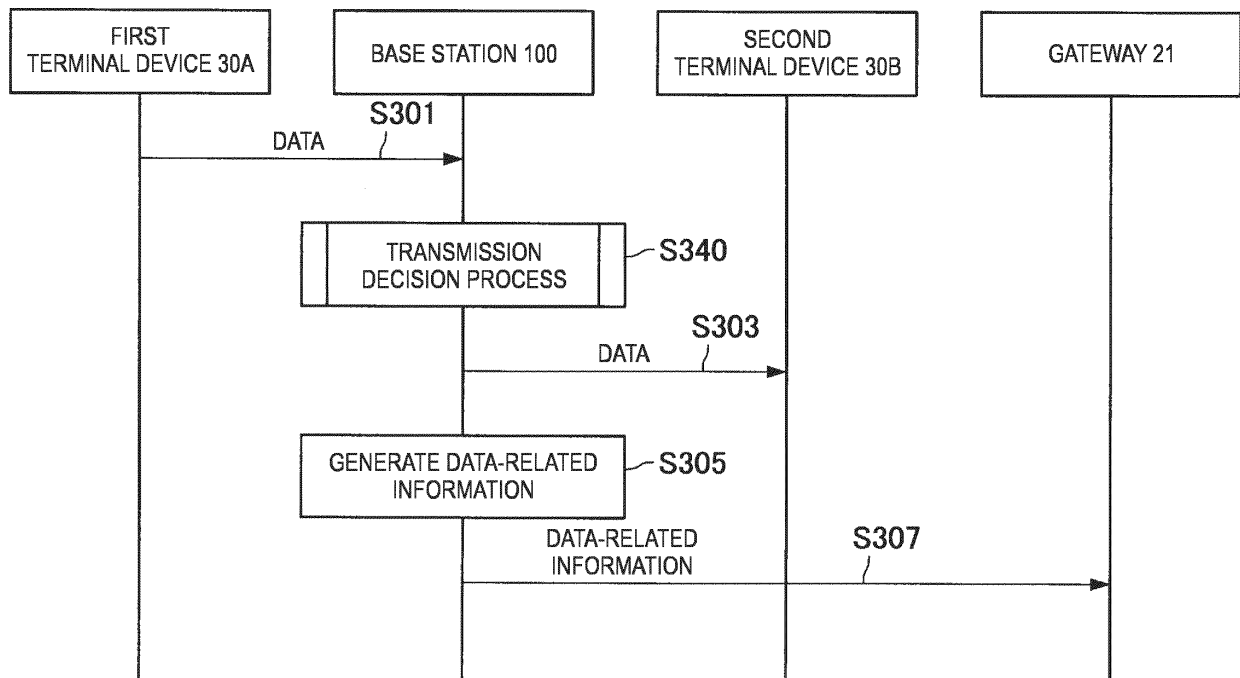 FIRST
TERMINAL DEVICE 30A
BASE STATION 100
SECOND
TERMINAL DEVICE 30B
GATEWAY 21
S301
DATA
TRANSMISSION
DECISION PROCESS
S340
S303
DATA
GENERATE DATA-RELATED
INFORMATION
S305
DATA-RELATED
INFORMATION
S307